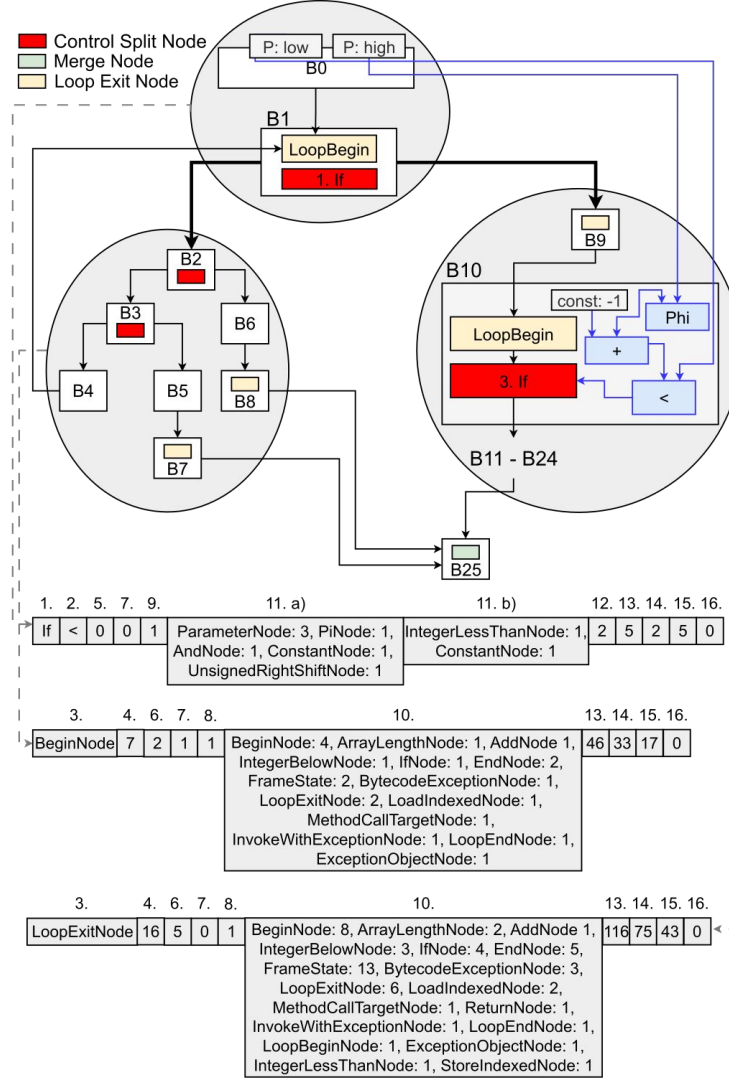 Control Split Node
Merge Node
Loop Exit Node
P: low
P: high
B0
B1
LoopBegin
1. If
B2
B3
B6
B4
B5
B8
B7
B9
B10
const: -1
Phi
LoopBegin
+
3. If
<
B11 - B24
B25
1. 2. 5. 7. 9. 11. a) 11. b) 12. 13. 14. 15. 16.
If < 0 0 1
ParameterNode: 3, PiNode: 1,
AndNode: 1, ConstantNode: 1,
UnsignedRightShiftNode: 1
IntegerLessThanNode: 1,
ConstantNode: 1
2 5 2 5 0
3. 4. 6. 7. 8. 10. 13. 14. 15. 16.
BeginNode 7 2 1 1
BeginNode: 4, ArrayLengthNode: 1, AddNode 1,
IntegerBelowNode: 1, IfNode: 1, EndNode: 2,
FrameState: 2, BytecodeExceptionNode: 1,
LoopExitNode: 2, LoadIndexedNode: 1,
MethodCallTargetNode: 1,
InvokeWithExceptionNode: 1, LoopEndNode: 1,
ExceptionObjectNode: 1
46 33 17 0
3. 4. 6. 7. 8. 10. 13. 14. 15. 16.
LoopExitNode 16 5 0 1
BeginNode: 8, ArrayLengthNode: 2, AddNode 1,
IntegerBelowNode: 3, IfNode: 4, EndNode: 5,
FrameState: 13, BytecodeExceptionNode: 3,
LoopExitNode: 6, LoadIndexedNode: 2,
MethodCallTargetNode: 1, ReturnNode: 1,
InvokeWithExceptionNode: 1, LoopEndNode: 1,
LoopBeginNode: 1, ExceptionObjectNode: 1,
IntegerLessThanNode: 1, StoreIndexedNode: 1
116 75 43 0